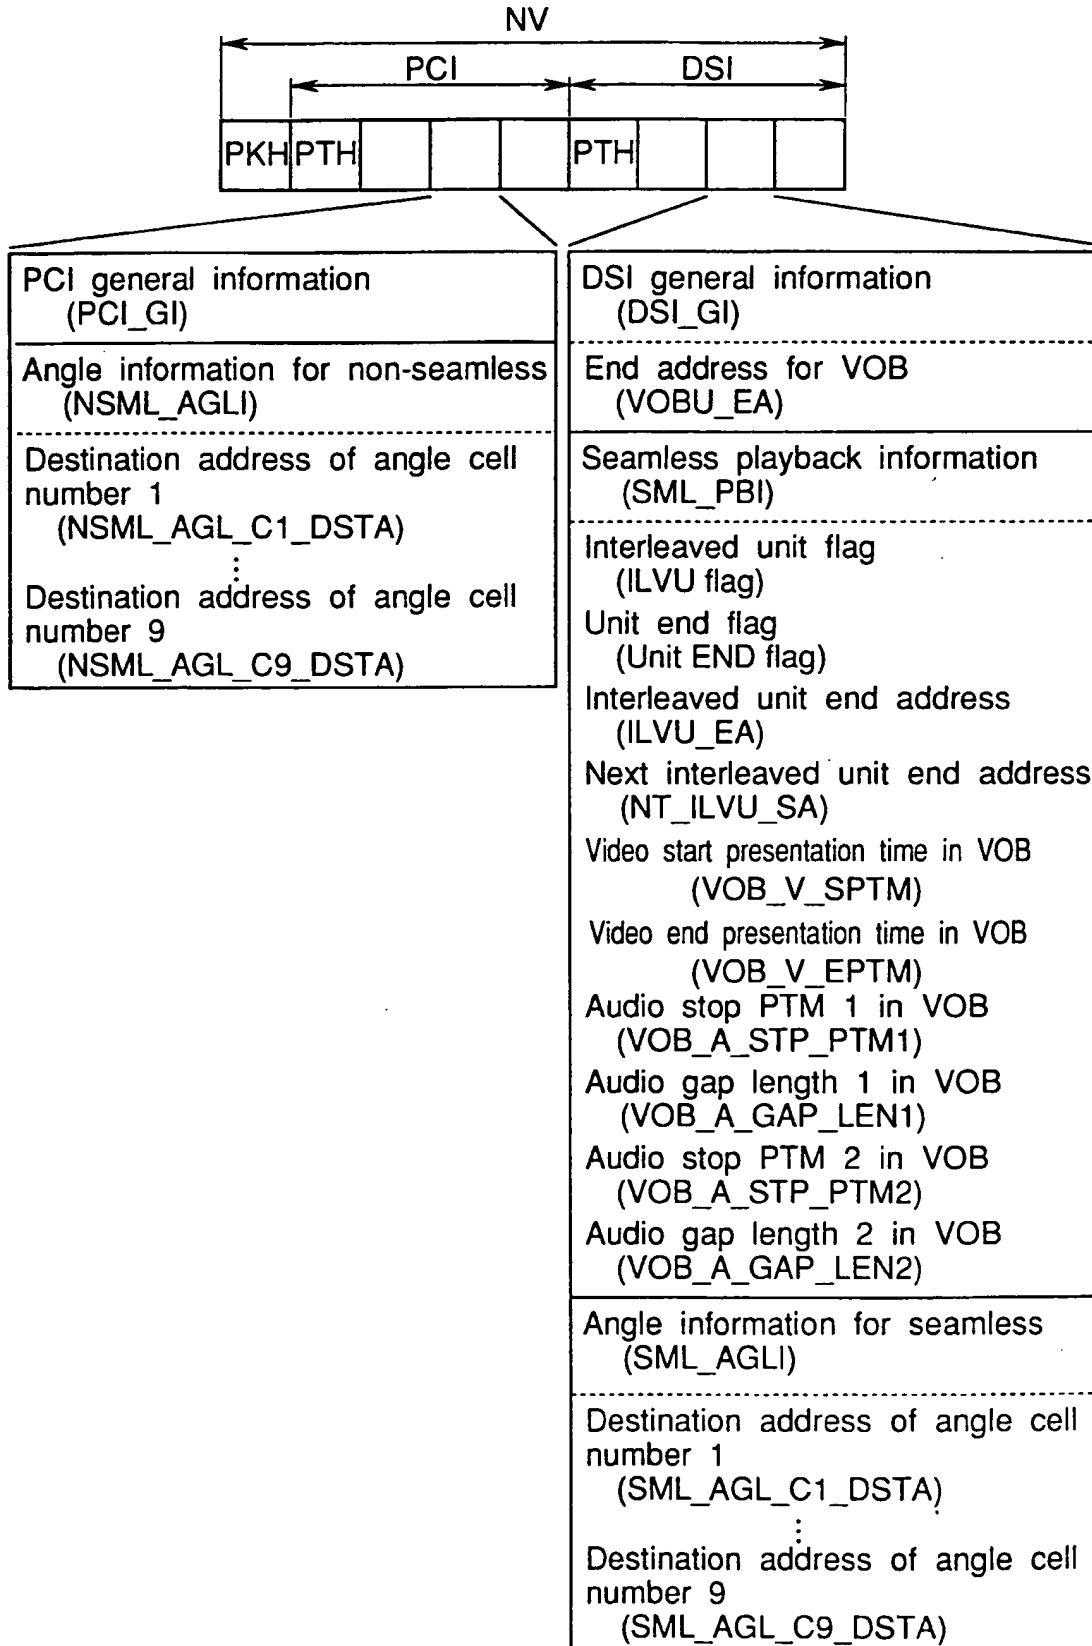 NV
PCI
DSI
PKH
PTH
PTH
PCI general information
(PCI_GI)
Angle information for non-seamless
(NSML_AGLI)
Destination address of angle cell
number 1
(NSML_AGL_C1_DSTA)
Destination address of angle cell
number 9
(NSML_AGL_C9_DSTA)
DSI general information
(DSI_GI)
End address for VOB
(VOBU_EA)
Seamless playback information
(SML_PBI)
Interleaved unit flag
(ILVU flag)
Unit end flag
(Unit END flag)
Interleaved unit end address
(ILVU_EA)
Next interleaved unit end address
(NT_ILVU_SA)
Video start presentation time in VOB
(VOB_V_SPTM)
Video end presentation time in VOB
(VOB_V_EPTM)
Audio stop PTM 1 in VOB
(VOB_A_STP_PTM1)
Audio gap length 1 in VOB
(VOB_A_GAP_LEN1)
Audio stop PTM 2 in VOB
(VOB_A_STP_PTM2)
Audio gap length 2 in VOB
(VOB_A_GAP_LEN2)
Angle information for seamless
(SML_AGLI)
Destination address of angle cell
number 1
(SML_AGL_C1_DSTA)
Destination address of angle cell
number 9
(SML_AGL_C9_DSTA)